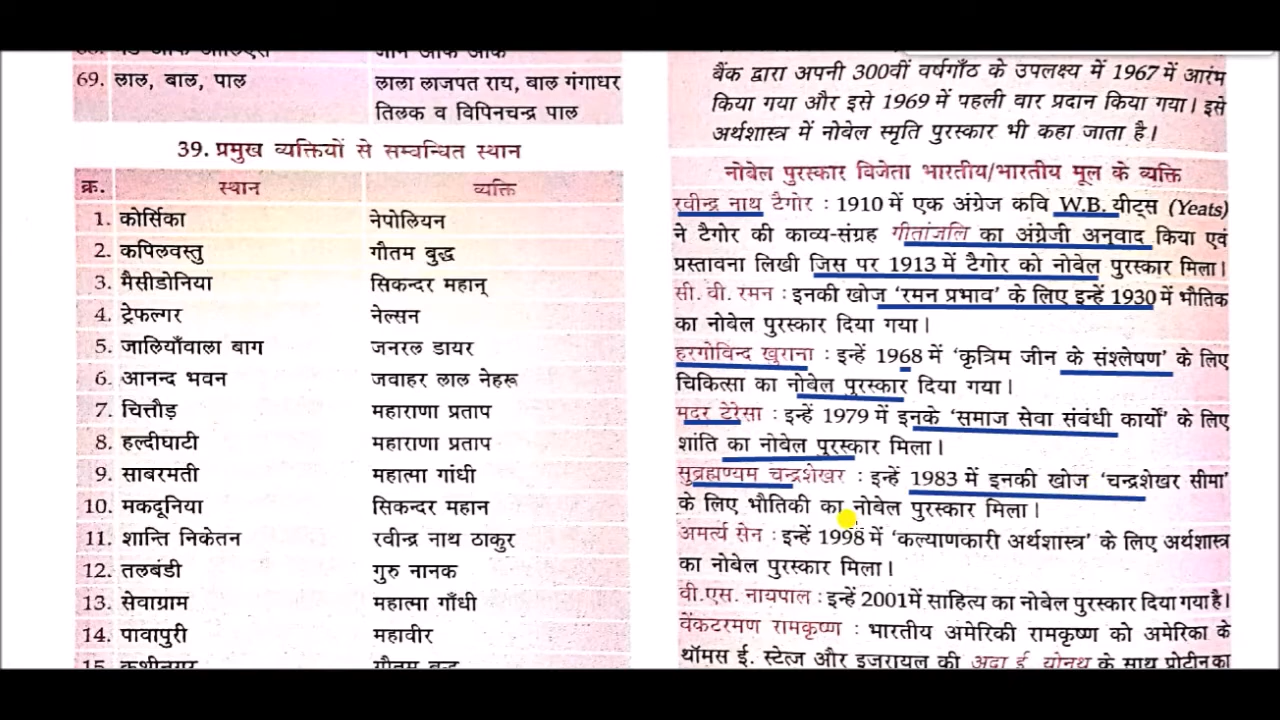 69. लाल, बाल, पाल लाला लाजपत राय, बाल गंगाधर
तिलक व विपिनचन्द्र पाल
39. प्रमुख व्यक्तियों से सम्बन्धित स्थान
क्र. स्थान व्यक्ति
1. कोर्सिका नेपोलियन
2. कपिलवस्तु गौतम बुद्ध
3. मैसीडोनिया सिकन्दर महान्
4. ट्रेफल्गर नेल्सन
5. जालियाँवाला बाग जनरल डायर
6. आनन्द भवन जवाहर लाल नेहरू
7. चित्तौड़ महाराणा प्रताप
8. हल्दीघाटी महाराणा प्रताप
9. साबरमती महात्मा गांधी
10. मकदूनिया सिकन्दर महान
11. शान्ति निकेतन रवीन्द्र नाथ ठाकुर
12. तलबंडी गुरु नानक
13. सेवाग्राम महात्मा गाँधी
14. पावापुरी महावीर
15. कुशीनगर गौतम बुद्ध
बैंक द्वारा अपनी 300वीं वर्षगाँठ के उपलक्ष्य में 1967 में आरंभ
किया गया और इसे 1969 में पहली वार प्रदान किया गया। इसे
अर्थशास्त्र में नोबेल स्मृति पुरस्कार भी कहा जाता है।
नोबेल पुरस्कार विजेता भारतीय/भारतीय मूल के व्यक्ति
रवीन्द्र नाथ टैगोर : 1910 में एक अंग्रेज कवि W.B. यीट्स (Yeats)
ने टैगोर की काव्य-संग्रह गीतांजलि का अंग्रेजी अनुवाद किया एवं
प्रस्तावना लिखी जिस पर 1913 में टैगोर को नोबेल पुरस्कार मिला।
सी. वी. रमन : इनकी खोज 'रमन प्रभाव' के लिए इन्हें 1930 में भौतिक
का नोबेल पुरस्कार दिया गया।
हरगोविन्द खुराना : इन्हें 1968 में 'कृत्रिम जीन के संश्लेषण' के लिए
चिकित्सा का नोबेल पुरस्कार दिया गया।
मदर टेरेसा : इन्हें 1979 में इनके 'समाज सेवा संबंधी कार्यों' के लिए
शांति का नोबेल पुरस्कार मिला।
सुब्रह्मण्यम चन्द्रशेखर : इन्हें 1983 में इनकी खोज 'चन्द्रशेखर सीमा'
के लिए भौतिकी का नोबेल पुरस्कार मिला।
अमर्त्य सेन : इन्हें 1998 में 'कल्याणकारी अर्थशास्त्र' के लिए अर्थशास्त्र
का नोबेल पुरस्कार मिला।
वी.एस. नायपाल : इन्हें 2001 में साहित्य का नोबेल पुरस्कार दिया गया है।
वेंकटरमण रामकृष्ण : भारतीय अमेरिकी रामकृष्ण को अमेरिका के
थॉमस ई. स्टेत्ज और इजरायल की अदा ई. योनथ के साथ प्रोटीन का